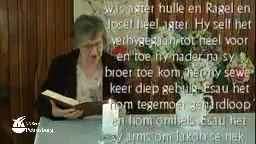 was agter hulle en Ragel en
Josef heel agter. Hy self het
verbygegaan tot heel voor
en toe hy nader na sy
broer toe kom, het hy sewe
keer diep gebuig. Esau het
hom tegemoet gehardloop
en hom omhels. Esau het
sy arms om Jakob se nek
Petrusburg